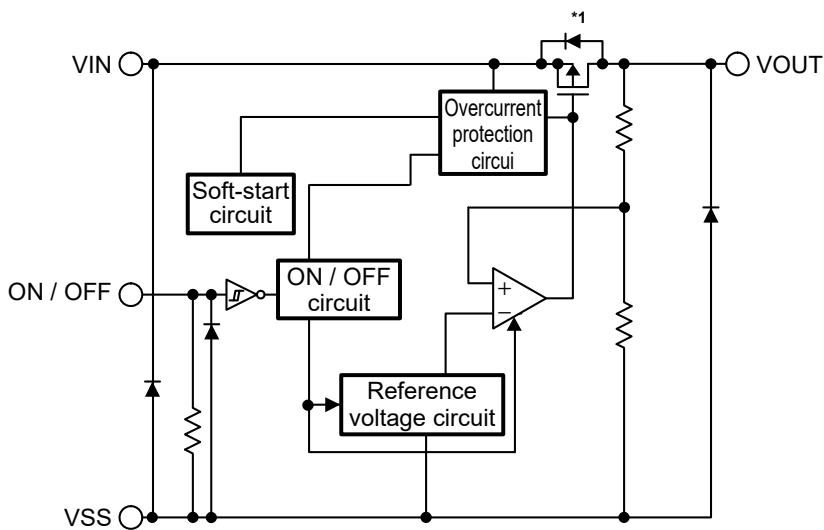 *1
VIN
VOUT
Overcurrent
protection
circui
Soft-start
circuit
ON / OFF
ON / OFF
circuit
+
−
Reference
voltage circuit
VSS